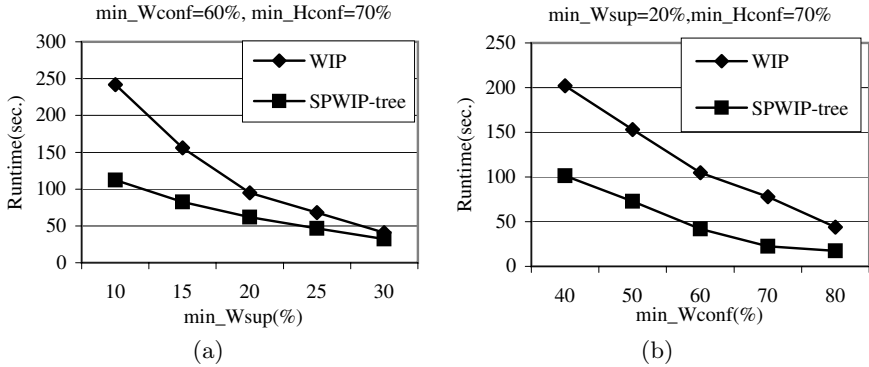 min_Wconf=60%, min_Hconf=70%
300
250
200
150
100
50
0
Runtime(sec.)
WIP
SPWIP-tree
10 15 20 25 30
min_Wsup(%)
(a)
min_Wsup=20%,min_Hconf=70%
250
200
150
100
50
0
Runtime(sec.)
WIP
SPWIP-tree
40 50 60 70 80
min_Wconf(%)
(b)